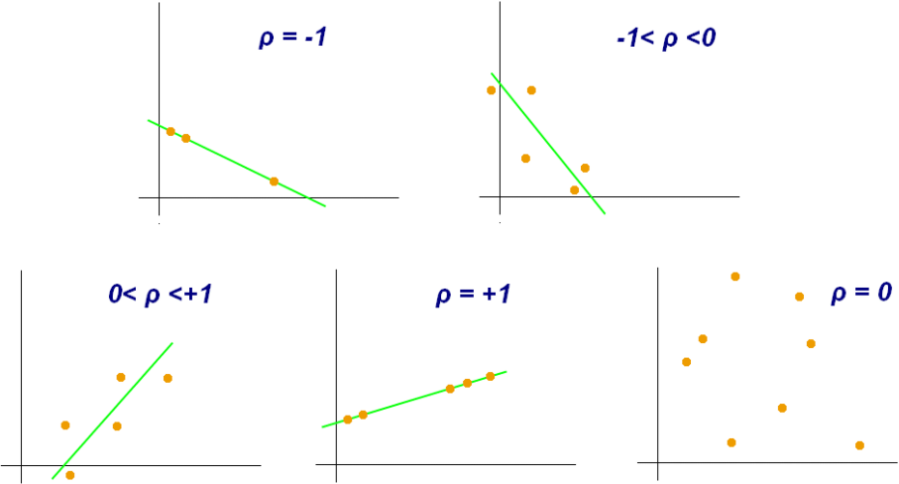 ρ = -1
-1< ρ <0
0< ρ <+1
ρ = +1
ρ = 0